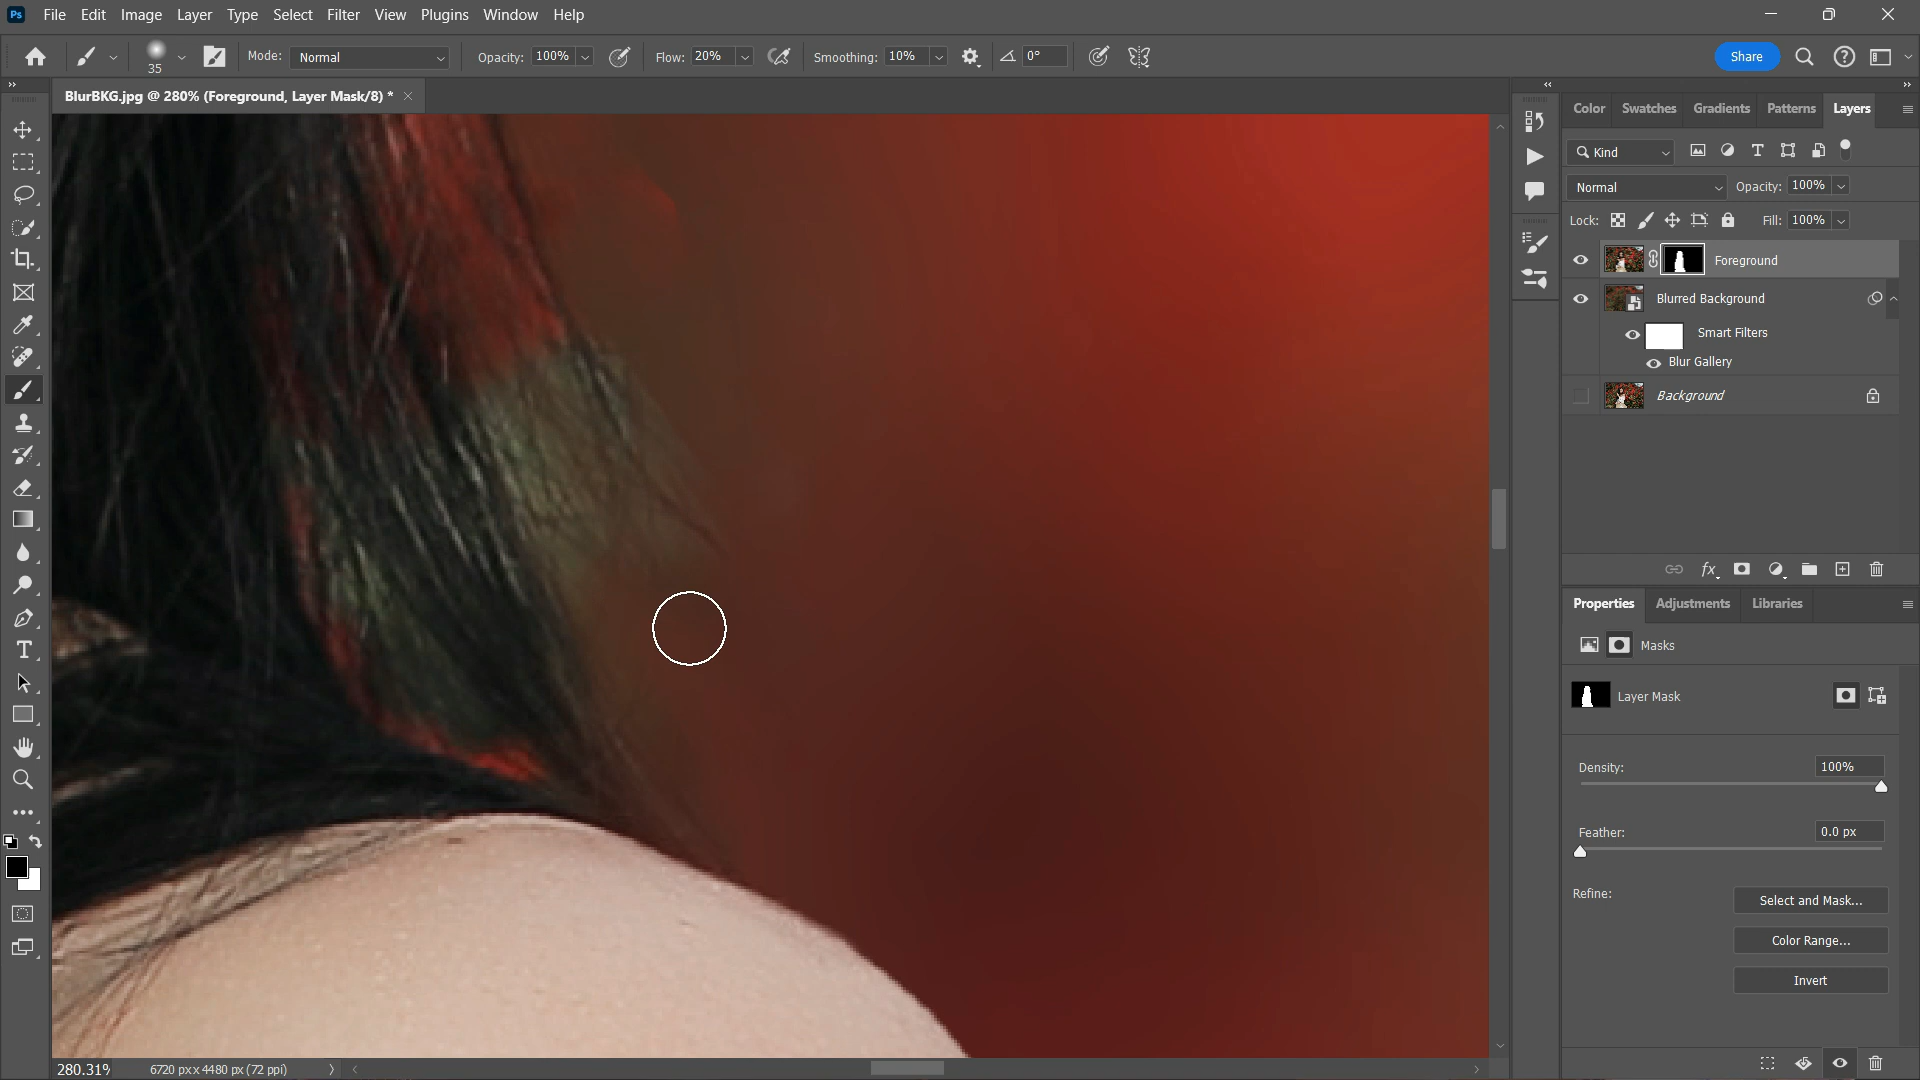 Ps File Edit Image Layer Type Select Filter View Plugins Window Help
35 Mode: Normal Opacity: 100% Flow: 20% Smoothing: 10% 0° Share
BlurBKG.jpg @ 280% (Foreground, Layer Mask/8) *
Color Swatches Gradients Patterns Layers
Kind
Normal Opacity: 100%
Lock: Fill: 100%
Foreground
Blurred Background
Smart Filters
Blur Gallery
Background
fx
Properties Adjustments Libraries
Masks
Layer Mask
Density: 100%
Feather: 0.0 px
Refine: Select and Mask...
Color Range...
Invert
280.31% 6720 px x 4480 px (72 ppi)